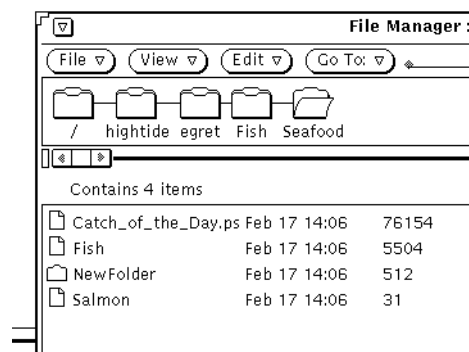 File Manager :
File View Edit Go To:
/ hightide egret Fish Seafood
Contains 4 items
Catch_of_the_Day.ps Feb 17 14:06 76154
Fish Feb 17 14:06 5504
NewFolder Feb 17 14:06 512
Salmon Feb 17 14:06 31